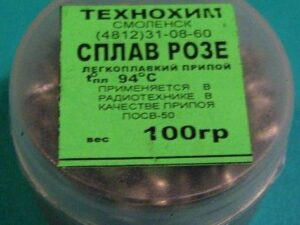 ТЕХНОХИМ
СМОЛЕНСК
(4812)31-08-60
СПЛАВ РОЗЕ
ЛЕГКОПЛАВКИЙ ПРИПОЙ
t°пл 94°С
ПРИМЕНЯЕТСЯ В
РАДИОТЕХНИКЕ В
КАЧЕСТВЕ ПРИПОЯ
ПОСВ-50
вес 100гр